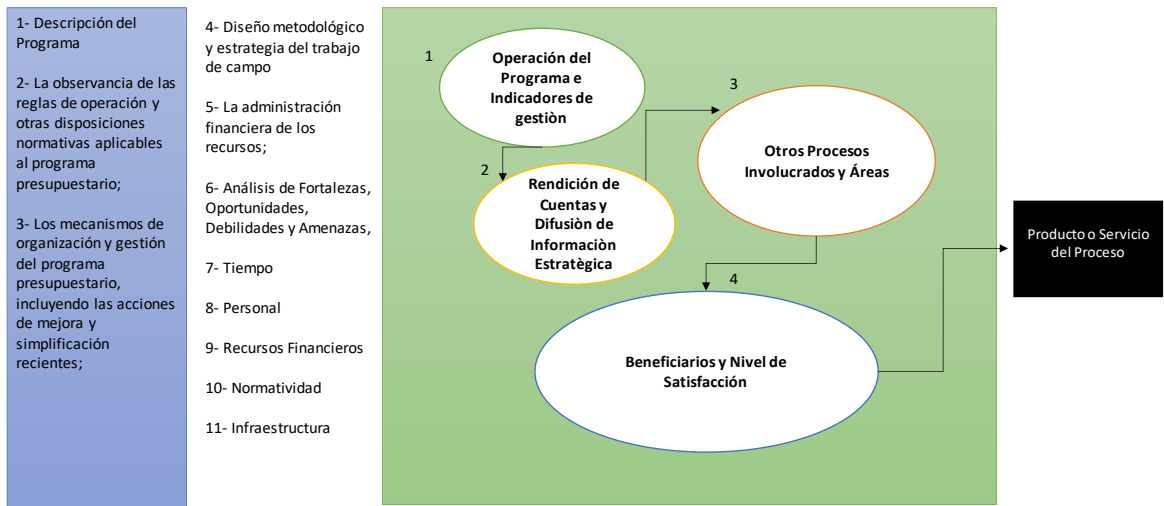 1- Descripción del
Programa
2- La observancia de las
reglas de operación y
otras disposiciones
normativas aplicables
al programa
presupuestario;
3- Los mecanismos de
organización y gestión
del programa
presupuestario,
incluyendo las acciones
de mejora y
simplificación
recientes;
4- Diseño metodológico
y estrategia del trabajo
de campo
5- La administración
financiera de los
recursos;
6- Análisis de Fortalezas,
Oportunidades,
Debilidades y Amenazas,
7- Tiempo
8- Personal
9- Recursos Financieros
10- Normatividad
11- Infraestructura
1
Operación del
Programa e
Indicadores de
gestiòn
2
Rendición de
Cuentas y
Difusiòn de
Informaciòn
Estratègica
3
Otros Procesos
Involucrados y Áreas
4
Beneficiarios y Nivel de
Satisfacción
Producto o Servicio
del Proceso